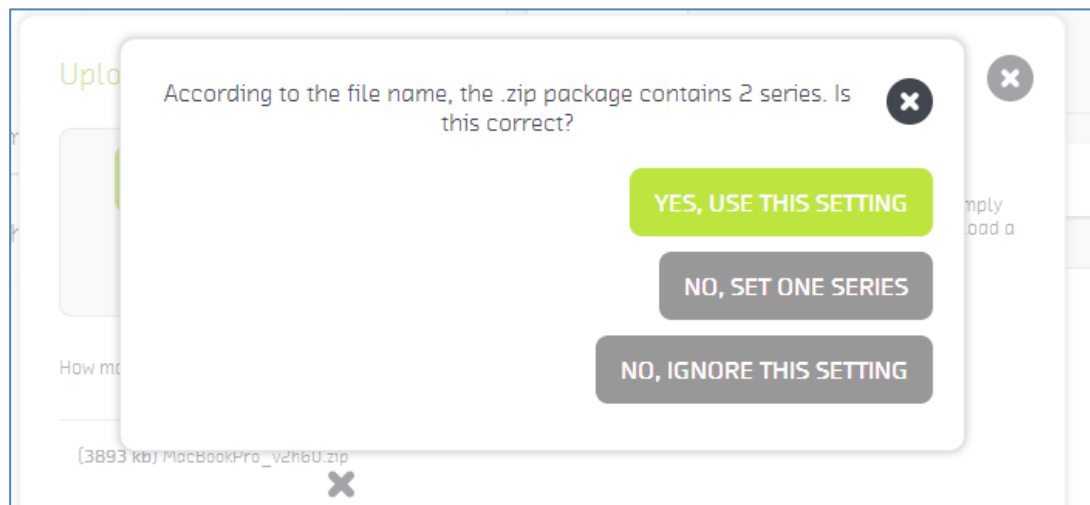 Uplo
According to the file name, the .zip package contains 2 series. Is
this correct?
YES, USE THIS SETTING
mply
load a
NO, SET ONE SERIES
How mo
NO, IGNORE THIS SETTING
(3893 kb) MacBookPro_v2h60.zip